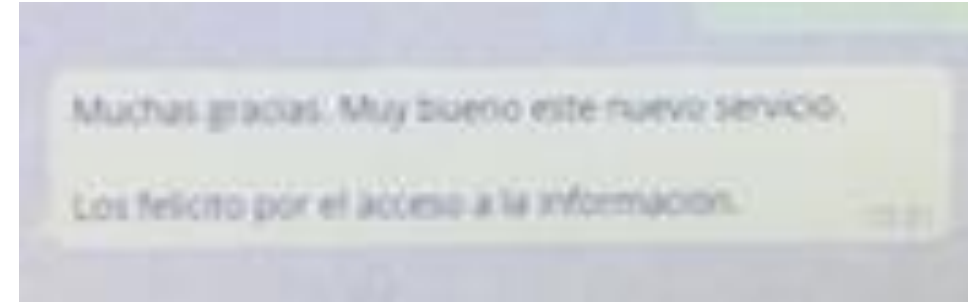 Muchas gracias. Muy bueno este nuevo servicio.
Los felicito por el acceso a la informacion.